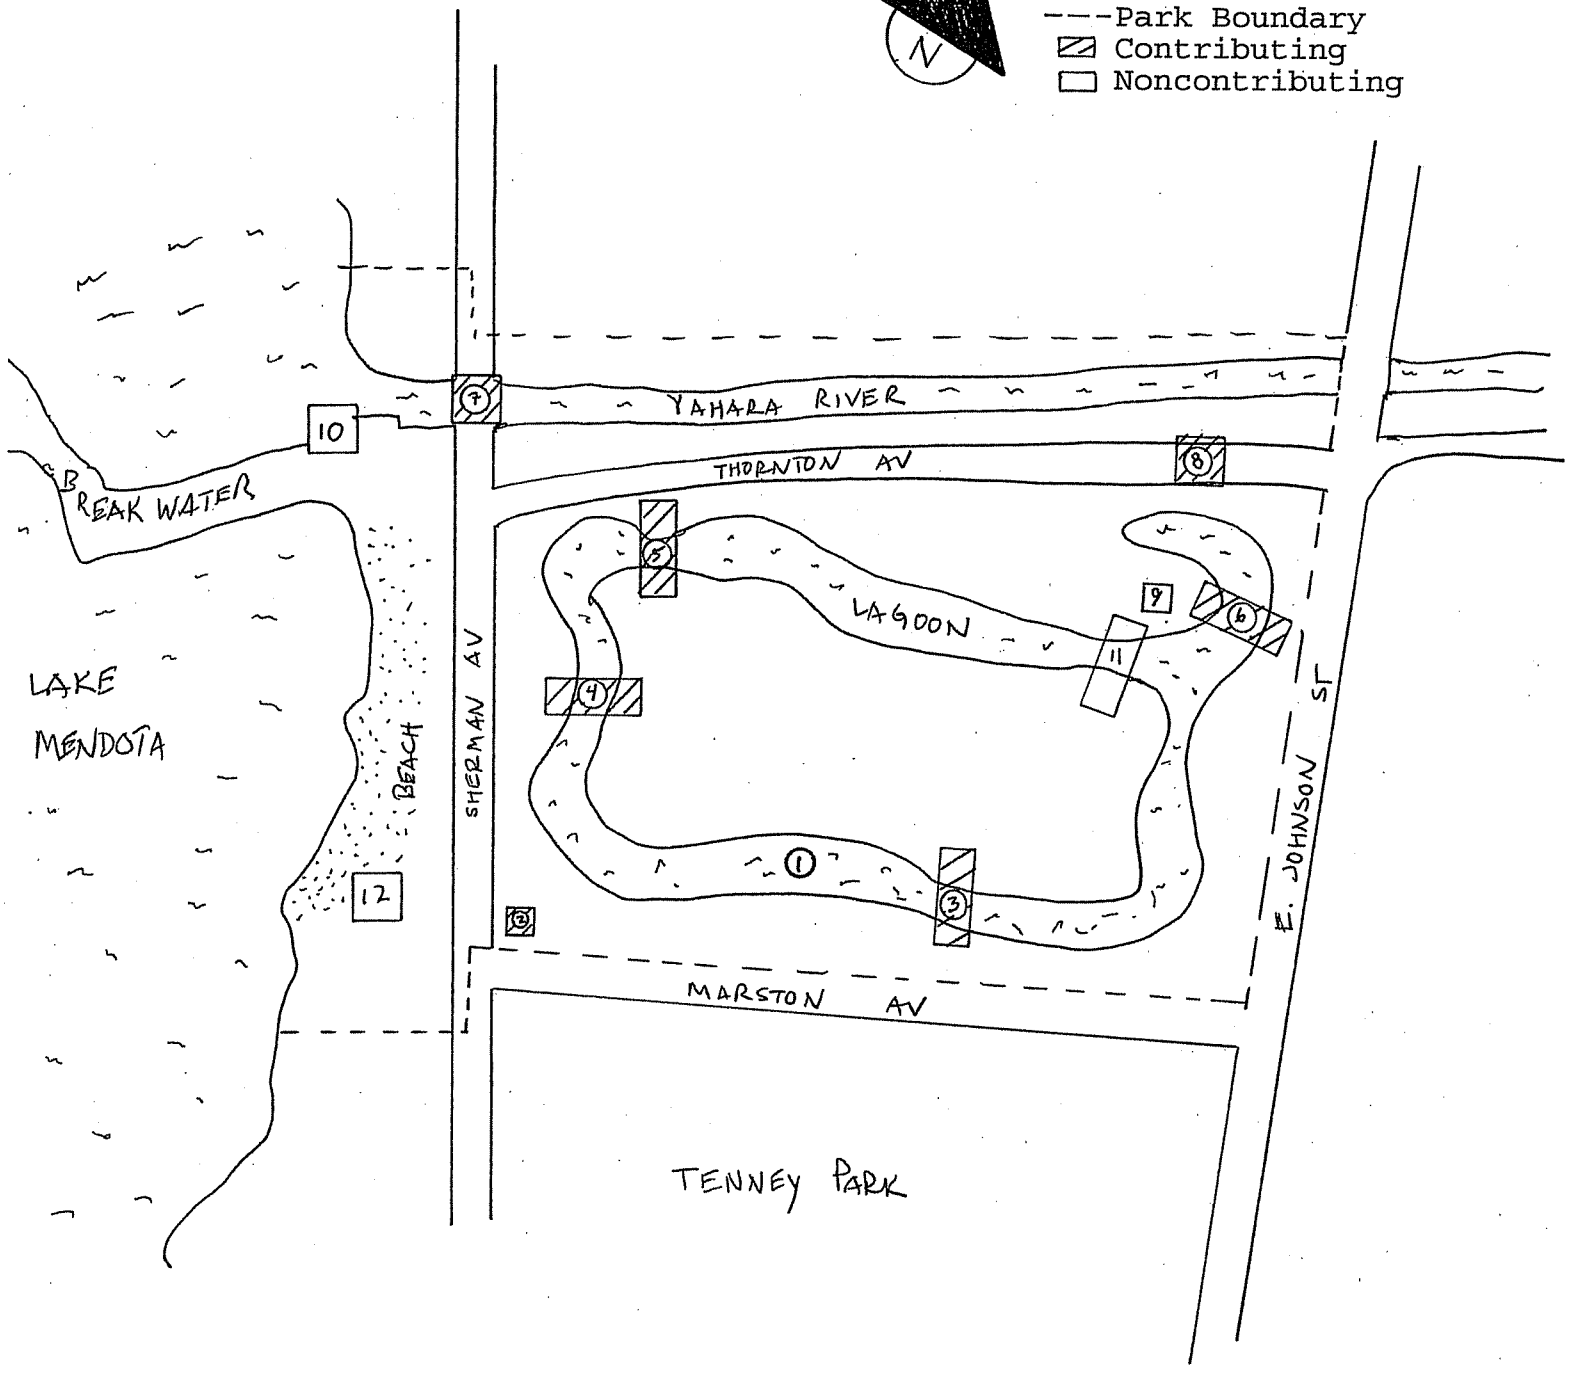 N
---Park Boundary
Contributing
Noncontributing
7
YAHARA RIVER
10
THORNTON AV
8
BREAK WATER
5
9
LAGOON
6
11
LAKE
MENDOTA
BEACH
SHERMAN AV
4
E. JOHNSON ST
1
12
2
3
MARSTON AV
TENNEY PARK